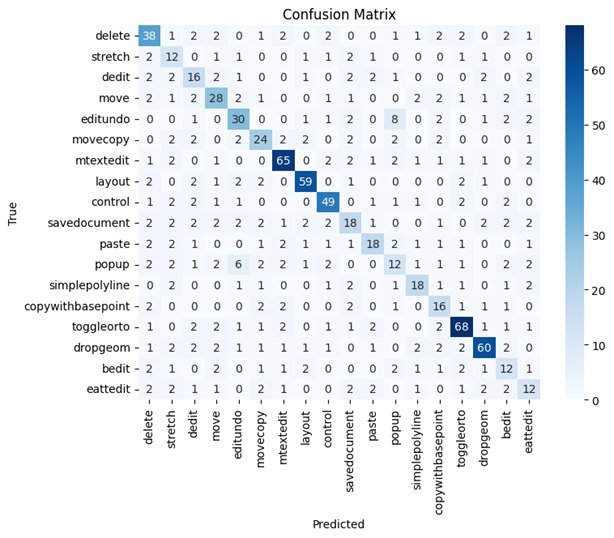 Confusion Matrix
delete 38 1 2 2 0 1 2 0 2 0 0 1 1 2 2 0 2 1
stretch 2 12 0 1 1 0 0 1 1 2 1 0 0 0 1 1 0 0
dedit 2 2 16 2 1 0 0 1 0 2 2 1 0 0 0 2 0 2
move 2 1 2 28 2 1 0 0 1 1 0 0 2 2 1 1 2 1
editundo 0 0 1 0 30 0 0 1 1 2 0 8 0 2 0 1 2 2
movecopy 0 2 2 0 2 24 2 2 0 2 0 2 0 2 0 0 0 1
mtextedit 1 2 0 1 0 0 65 0 2 2 1 2 1 1 1 1 0 2
layout 2 0 2 1 2 2 0 59 0 1 0 0 0 0 2 1 0 0
control 1 2 2 1 1 0 0 0 49 0 1 1 1 0 2 0 2 0
savedocument 2 2 2 2 2 2 1 2 2 18 1 0 0 1 0 2 2 2
paste 2 2 1 0 0 1 2 1 1 1 18 2 1 1 1 0 0 1
popup 2 2 1 2 6 2 2 1 2 0 0 12 1 1 0 0 2 2
simplepolyline 2 0 0 0 1 1 0 0 1 2 0 1 18 1 1 0 1 2
copywithbasepoint 2 0 0 0 0 2 2 0 0 2 0 1 0 16 1 1 1 0
toggleorto 1 0 2 2 1 1 2 0 1 1 2 0 0 2 68 1 1 1
dropgeom 1 2 2 2 1 1 1 1 1 0 1 0 2 2 2 60 2 0
bedit 2 1 1 0 2 0 1 2 0 0 0 2 1 1 2 1 12 1
eattedit 2 2 1 1 0 2 1 0 0 2 2 0 1 0 1 2 2 12
delete stretch dedit move editundo movecopy mtextedit layout control savedocument paste popup simplepolyline copywithbasepoint toggleorto dropgeom bedit eattedit
Predicted
True
60
50
40
30
20
10
0